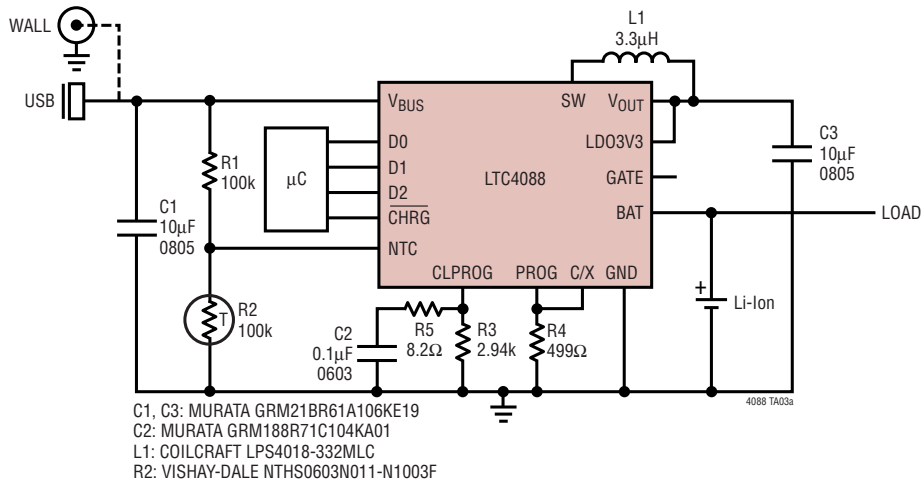 WALL
USB
L1
3.3µH
VBUS
SW
VOUT
D0
D1
D2
CHRG
NTC
LDO3V3
GATE
BAT
LTC4088
µC
R1
100k
C1
10µF
0805
T
R2
100k
CLPROG
PROG
C/X
GND
C2
0.1µF
0603
R5
8.2Ω
R3
2.94k
R4
499Ω
C3
10µF
0805
LOAD
+
Li-Ion
4088 TA03a
C1, C3: MURATA GRM21BR61A106KE19
C2: MURATA GRM188R71C104KA01
L1: COILCRAFT LPS4018-332MLC
R2: VISHAY-DALE NTHS0603N011-N1003F